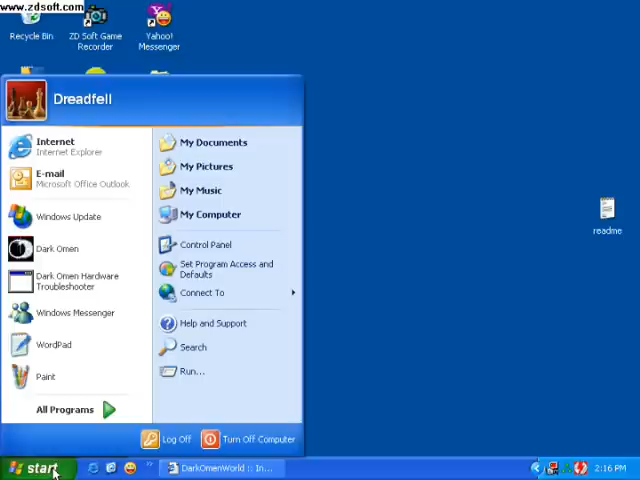 www.zdsoft.com
Recycle Bin
ZD Soft Game
Recorder
Yahoo!
Messenger
Dreadfell
Internet
Internet Explorer
E-mail
Microsoft Office Outlook
Windows Update
Dark Omen
Dark Omen Hardware
Troubleshooter
Windows Messenger
WordPad
Paint
All Programs
My Documents
My Pictures
My Music
My Computer
Control Panel
Set Program Access and
Defaults
Connect To
Help and Support
Search
Run...
readme
Log Off
Turn Off Computer
start
DarkOmenWorld :: In...
2:16 PM